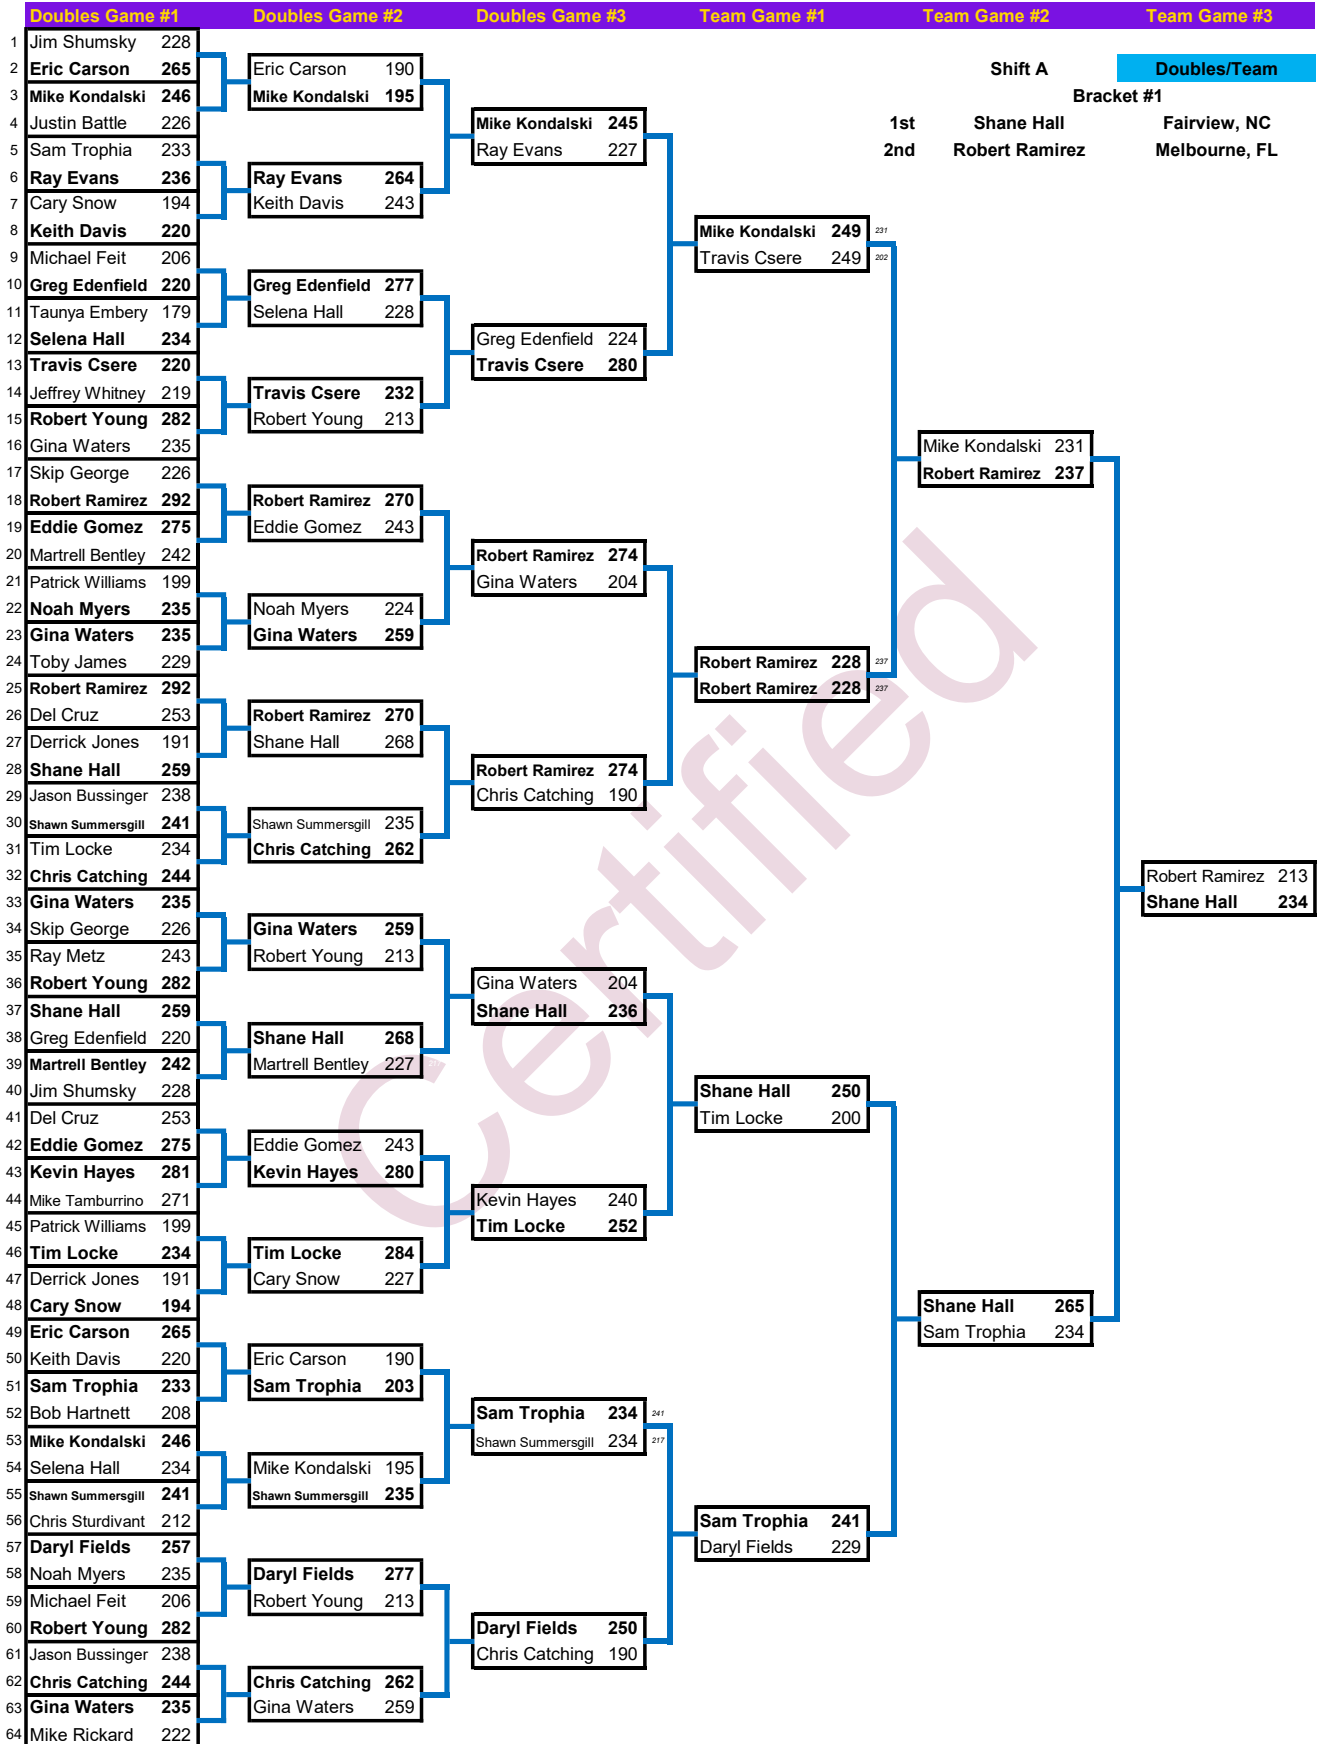 Doubles Game #1 Doubles Game #2 Doubles Game #3 Team Game #1 Team Game #2 Team Game #3
1 Jim Shumsky 228
2 Eric Carson 265 Eric Carson 190 Shift A Doubles/Team
3 Mike Kondalski 246 Mike Kondalski 195 Bracket #1
4 Justin Battle 226 Mike Kondalski 245 1st Shane Hall Fairview, NC
5 Sam Trophia 233 Ray Evans 227 2nd Robert Ramirez Melbourne, FL
6 Ray Evans 236 Ray Evans 264
7 Cary Snow 194 Keith Davis 243
8 Keith Davis 220 Mike Kondalski 249 231
9 Michael Feit 206 Travis Csere 249 202
10 Greg Edenfield 220 Greg Edenfield 277
11 Taunya Embery 179 Selena Hall 228
12 Selena Hall 234 Greg Edenfield 224
13 Travis Csere 220 Travis Csere 280
14 Jeffrey Whitney 219 Travis Csere 232
15 Robert Young 282 Robert Young 213
16 Gina Waters 235 Mike Kondalski 231
17 Skip George 226 Robert Ramirez 237
18 Robert Ramirez 292 Robert Ramirez 270
19 Eddie Gomez 275 Eddie Gomez 243
20 Martrell Bentley 242 Robert Ramirez 274
21 Patrick Williams 199 Gina Waters 204
22 Noah Myers 235 Noah Myers 224
23 Gina Waters 235 Gina Waters 259
24 Toby James 229 Robert Ramirez 228 237
25 Robert Ramirez 292 Robert Ramirez 228 237
26 Del Cruz 253 Robert Ramirez 270
27 Derrick Jones 191 Shane Hall 268
28 Shane Hall 259 Robert Ramirez 274
29 Jason Bussinger 238 Chris Catching 190
30 Shawn Summersgill 241 Shawn Summersgill 235
31 Tim Locke 234 Chris Catching 262
32 Chris Catching 244 Robert Ramirez 213
33 Gina Waters 235 Shane Hall 234
34 Skip George 226 Gina Waters 259
35 Ray Metz 243 Robert Young 213
36 Robert Young 282 Gina Waters 204
37 Shane Hall 259 Shane Hall 236
38 Greg Edenfield 220 Shane Hall 268
39 Martrell Bentley 242 Martrell Bentley 227
40 Jim Shumsky 228 Shane Hall 250
41 Del Cruz 253 Tim Locke 200
42 Eddie Gomez 275 Eddie Gomez 243
43 Kevin Hayes 281 Kevin Hayes 280
44 Mike Tamburrino 271 Kevin Hayes 240
45 Patrick Williams 199 Tim Locke 252
46 Tim Locke 234 Tim Locke 284
47 Derrick Jones 191 Cary Snow 227
48 Cary Snow 194 Shane Hall 265
49 Eric Carson 265 Sam Trophia 234
50 Keith Davis 220 Eric Carson 190
51 Sam Trophia 233 Sam Trophia 203
52 Bob Hartnett 208 Sam Trophia 234 241
53 Mike Kondalski 246 Shawn Summersgill 234 217
54 Selena Hall 234 Mike Kondalski 195
55 Shawn Summersgill 241 Shawn Summersgill 235
56 Chris Sturdivant 212 Sam Trophia 241
57 Daryl Fields 257 Daryl Fields 229
58 Noah Myers 235 Daryl Fields 277
59 Michael Feit 206 Robert Young 213
60 Robert Young 282 Daryl Fields 250
61 Jason Bussinger 238 Chris Catching 190
62 Chris Catching 244 Chris Catching 262
63 Gina Waters 235 Gina Waters 259
64 Mike Rickard 222
Certified